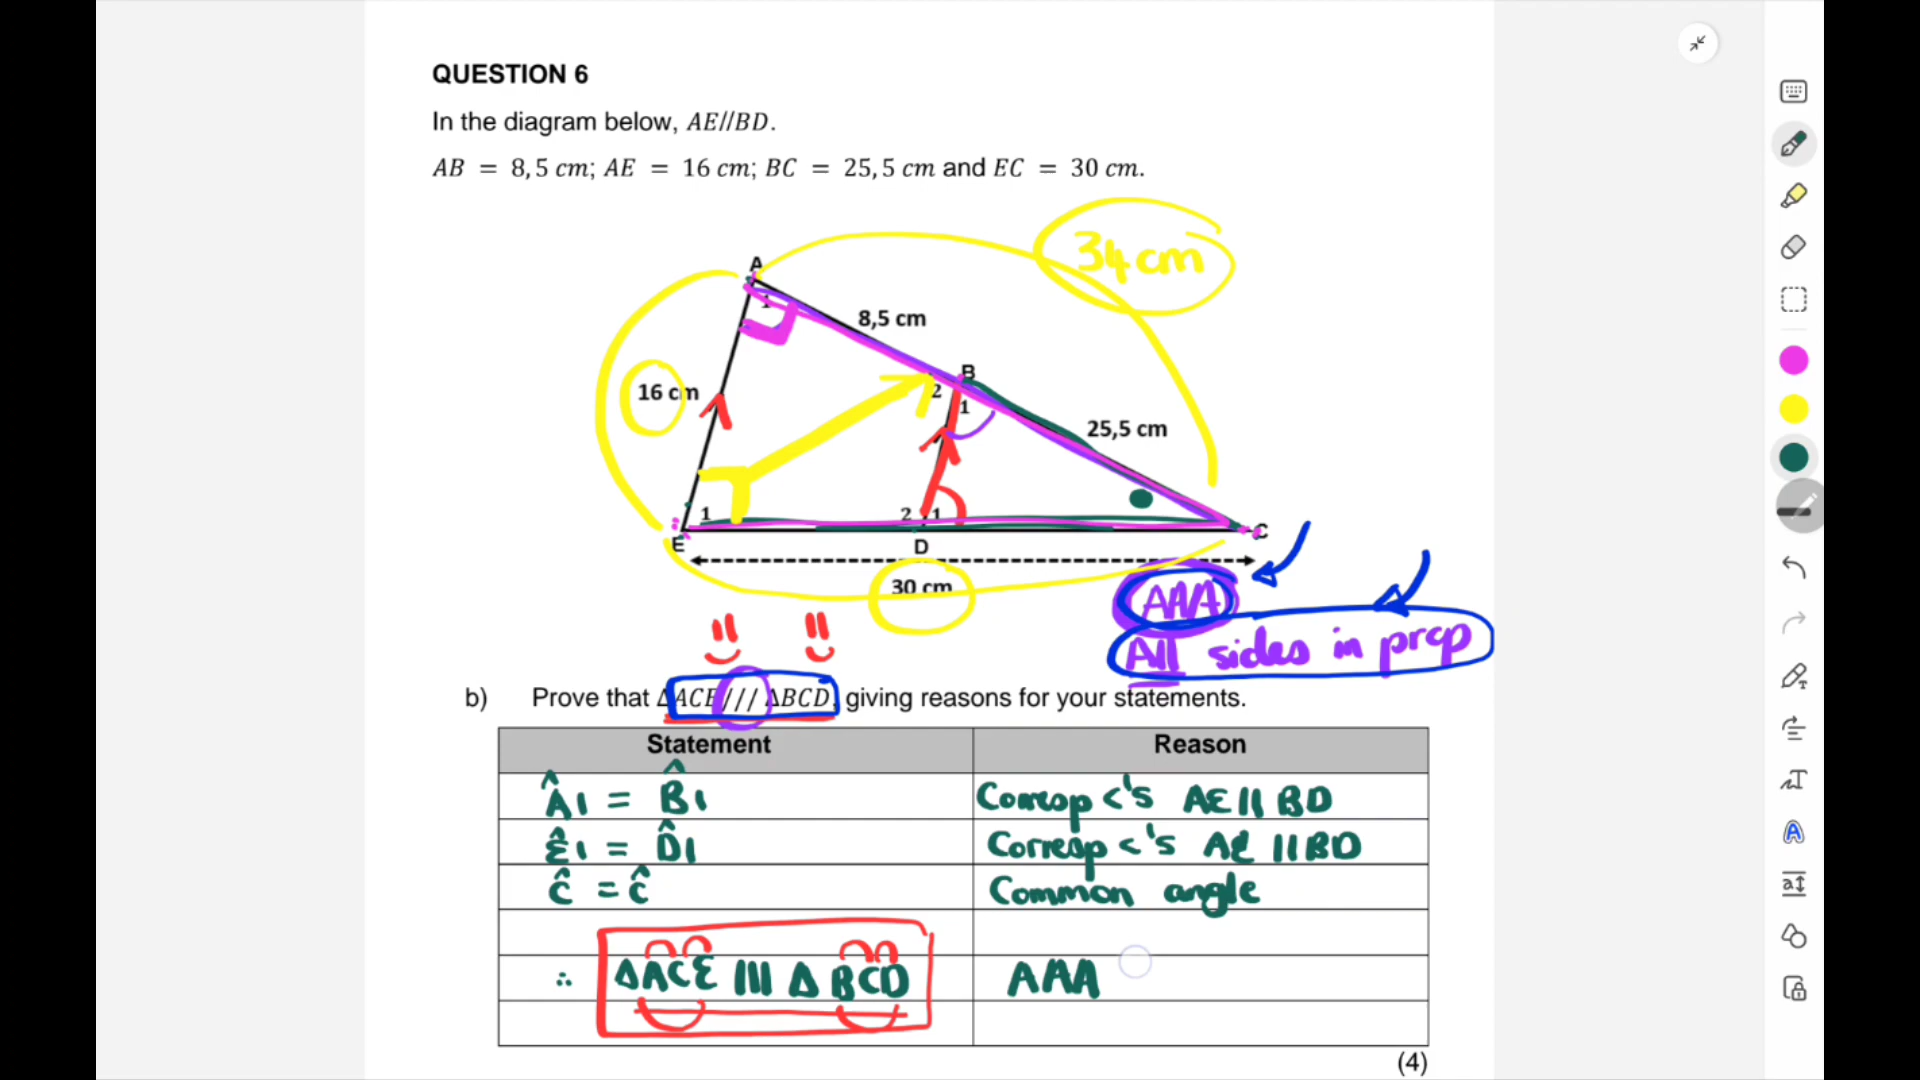 QUESTION 6
In the diagram below, AE//BD.
AB = 8,5 cm; AE = 16 cm; BC = 25,5 cm and EC = 30 cm.
34cm
A
1
8,5 cm
B
16 cm
2
1
25,5 cm
1
2
1
E
D
C
30 cm
AAA
All sides in prop
b) Prove that ΔACE /// ΔBCD, giving reasons for your statements.
Statement Reason
Â1 = B̂1 Corresp <'s AE || BD
Ê1 = D̂1 Corresp <'s AE || BD
Ĉ = Ĉ Common angle
∴ ΔACE ||| ΔBCD AAA
(4)